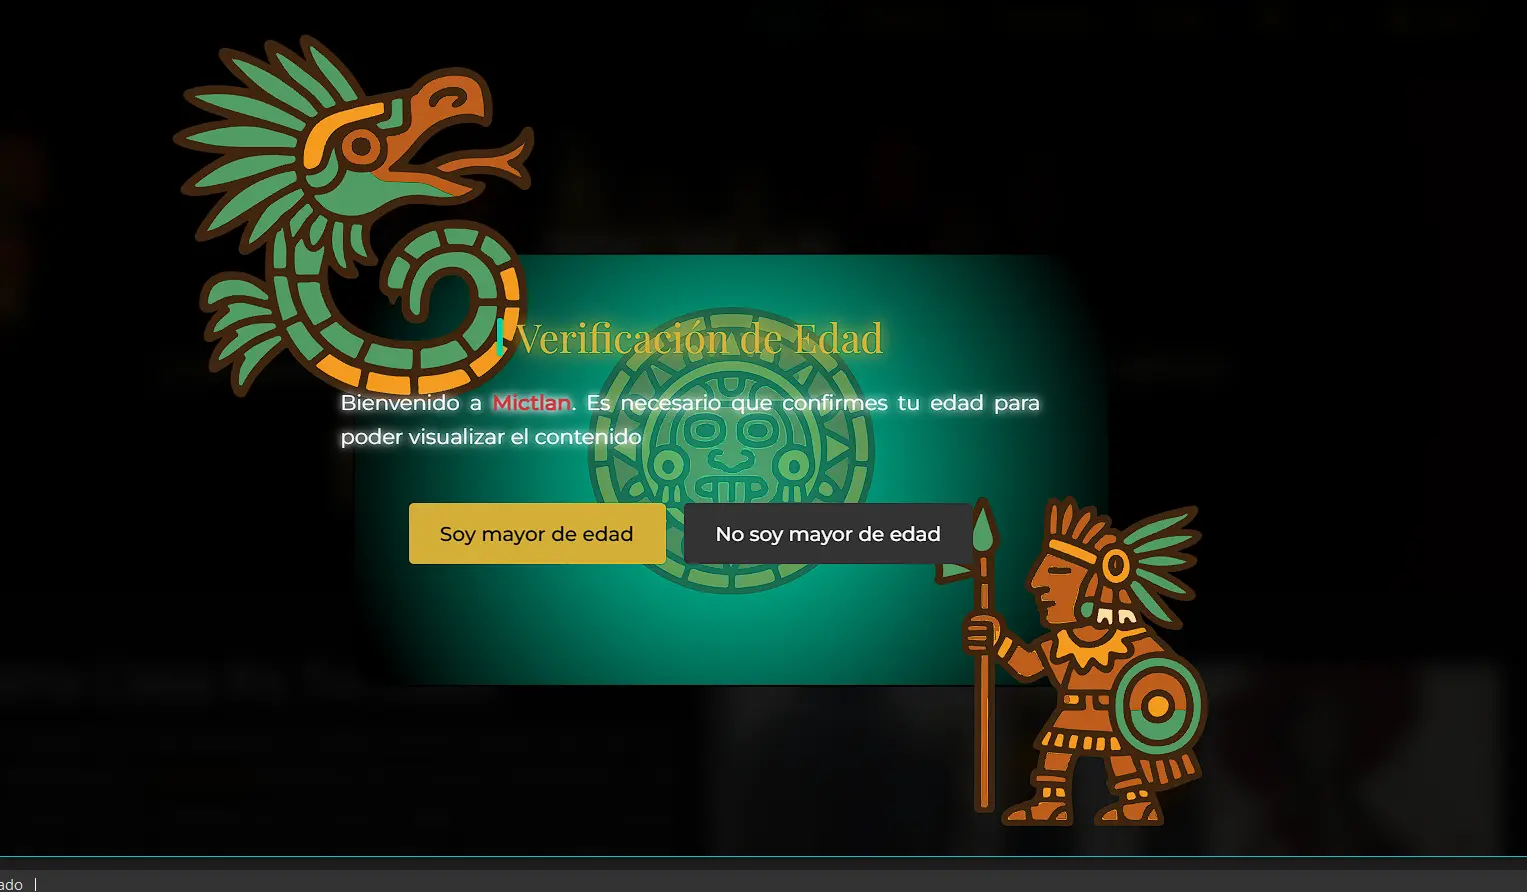 Verificación de Edad
Bienvenido a Mictlan. Es necesario que confirmes tu edad para
poder visualizar el contenido
Soy mayor de edad
No soy mayor de edad
ado |